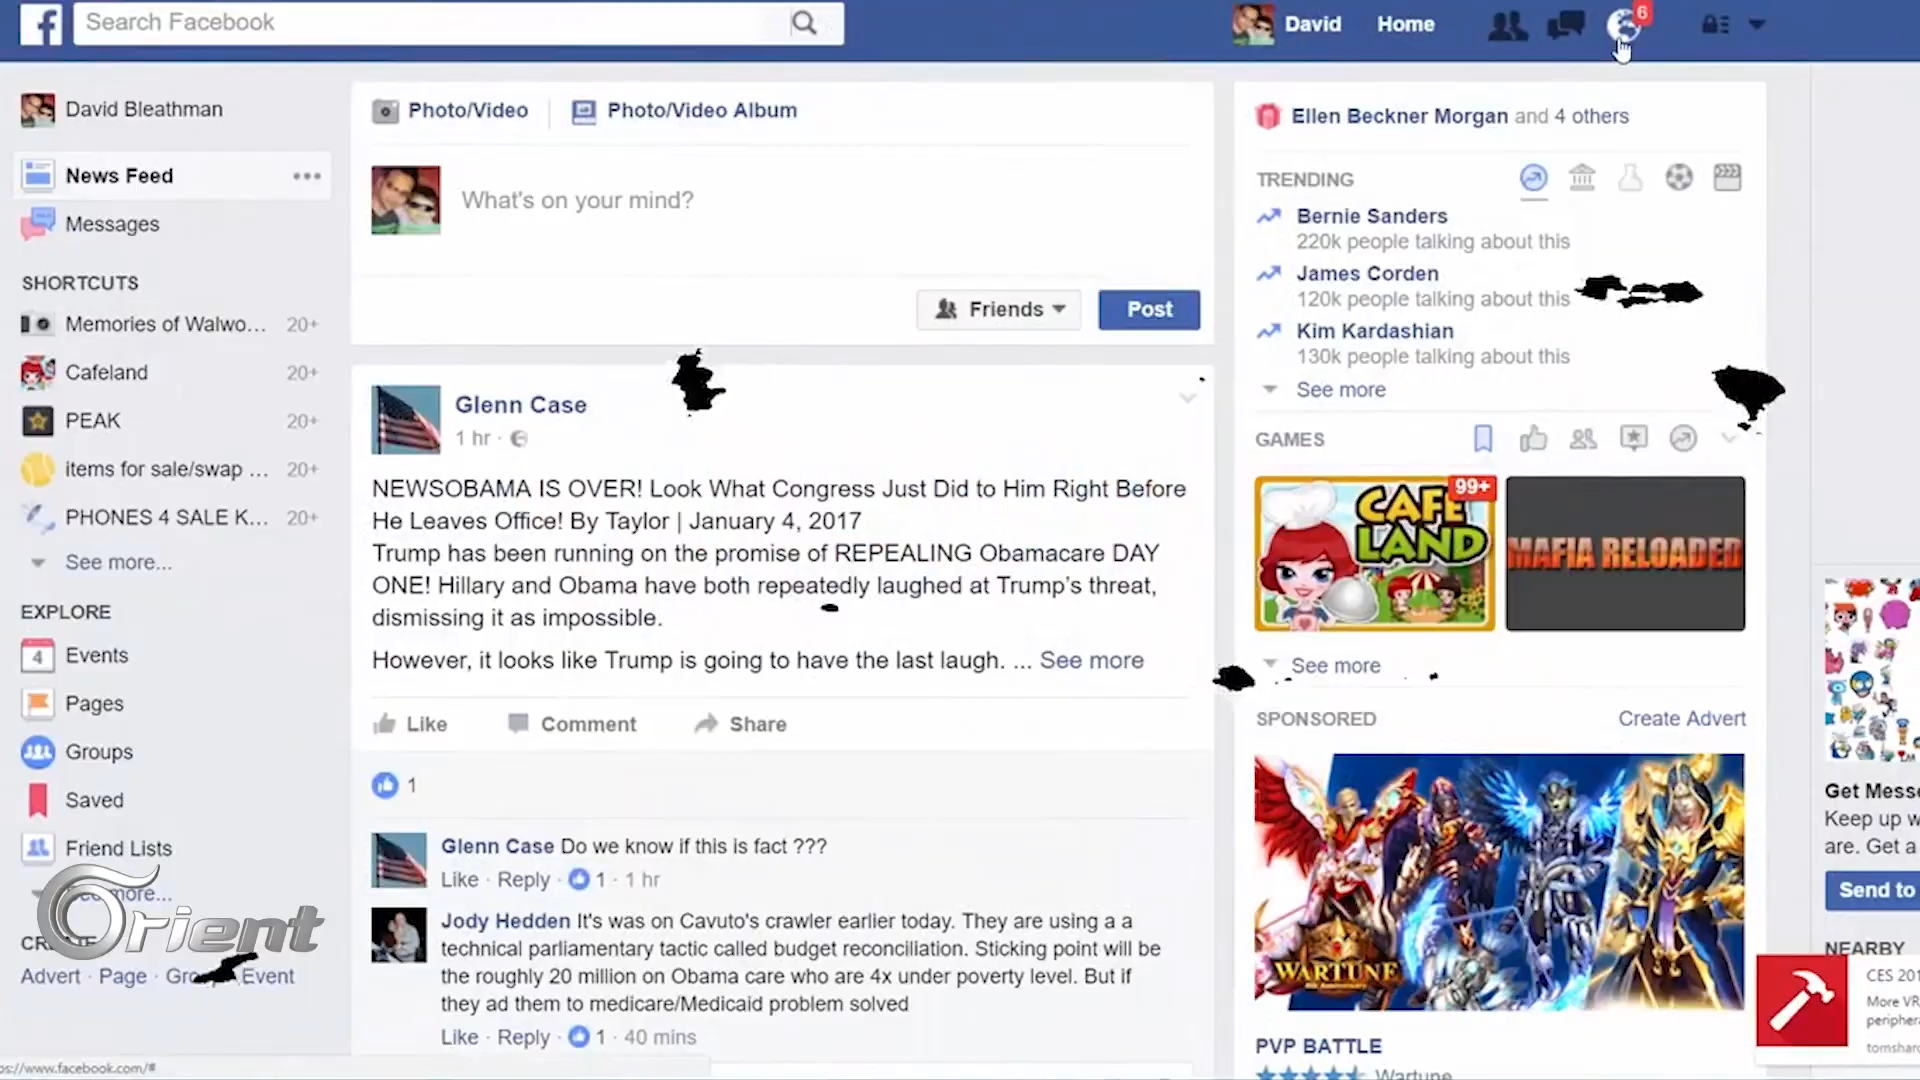 Search Facebook
David
Home
6
David Bleathman
News Feed
Messages
SHORTCUTS
Memories of Walwo... 20+
Cafeland 20+
PEAK 20+
items for sale/swap ... 20+
PHONES 4 SALE K... 20+
See more...
EXPLORE
4
Events
Pages
Groups
Saved
Friend Lists
Orient
Advert · Page · Event
ps://www.facebook.com/#
Photo/Video
Photo/Video Album
What's on your mind?
Friends
Post
Glenn Case
1 hr ·
NEWSOBAMA IS OVER! Look What Congress Just Did to Him Right Before
He Leaves Office! By Taylor | January 4, 2017
Trump has been running on the promise of REPEALING Obamacare DAY
ONE! Hillary and Obama have both repeatedly laughed at Trump's threat,
dismissing it as impossible.
However, it looks like Trump is going to have the last laugh. ... See more
Like
Comment
Share
1
Glenn Case Do we know if this is fact ???
Like · Reply · 1 · 1 hr
Jody Hedden It's was on Cavuto's crawler earlier today. They are using a a
technical parliamentary tactic called budget reconciliation. Sticking point will be
the roughly 20 million on Obama care who are 4x under poverty level. But if
they ad them to medicare/Medicaid problem solved
Like · Reply · 1 · 40 mins
Ellen Beckner Morgan and 4 others
TRENDING
Bernie Sanders
220k people talking about this
James Corden
120k people talking about this
Kim Kardashian
130k people talking about this
See more
GAMES
99+
CAFE
LAND
MAFIA RELOADED
See more
SPONSORED
Create Advert
WARTUNE
PVP BATTLE
Wartune
Get Messe
Keep up w
are. Get a
Send to
NEARBY
CES 201
More VR
periphera
tomshard